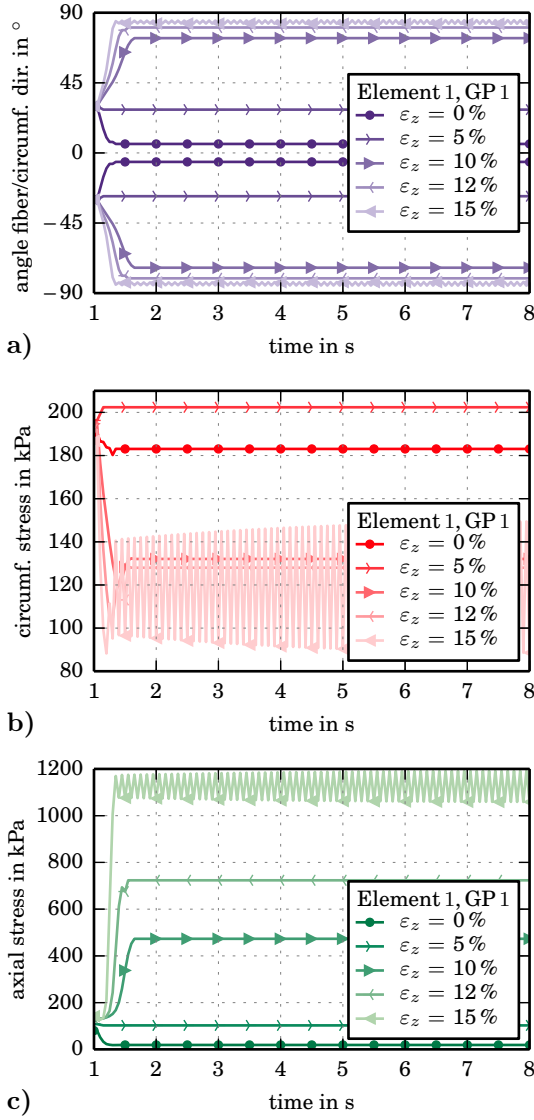 90
45
0
−45
−90
angle fiber/circumf. dir. in °
Element 1, GP 1
ε_z = 0 %
ε_z = 5 %
ε_z = 10 %
ε_z = 12 %
ε_z = 15 %
1 2 3 4 5 6 7 8
time in s
a)
200
180
160
140
120
100
80
circumf. stress in kPa
Element 1, GP 1
ε_z = 0 %
ε_z = 5 %
ε_z = 10 %
ε_z = 12 %
ε_z = 15 %
1 2 3 4 5 6 7 8
time in s
b)
1200
1000
800
600
400
200
0
axial stress in kPa
Element 1, GP 1
ε_z = 0 %
ε_z = 5 %
ε_z = 10 %
ε_z = 12 %
ε_z = 15 %
1 2 3 4 5 6 7 8
time in s
c)